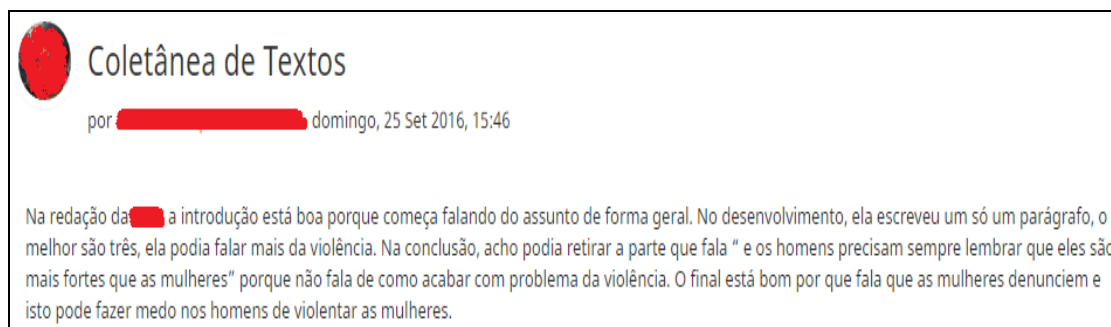 Coletânea de Textos
por domingo, 25 Set 2016, 15:46
Na redação da a introdução está boa porque começa falando do assunto de forma geral. No desenvolvimento, ela escreveu um só um parágrafo, o
melhor são três, ela podia falar mais da violência. Na conclusão, acho podia retirar a parte que fala “ e os homens precisam sempre lembrar que eles são
mais fortes que as mulheres” porque não fala de como acabar com problema da violência. O final está bom por que fala que as mulheres denunciem e
isto pode fazer medo nos homens de violentar as mulheres.